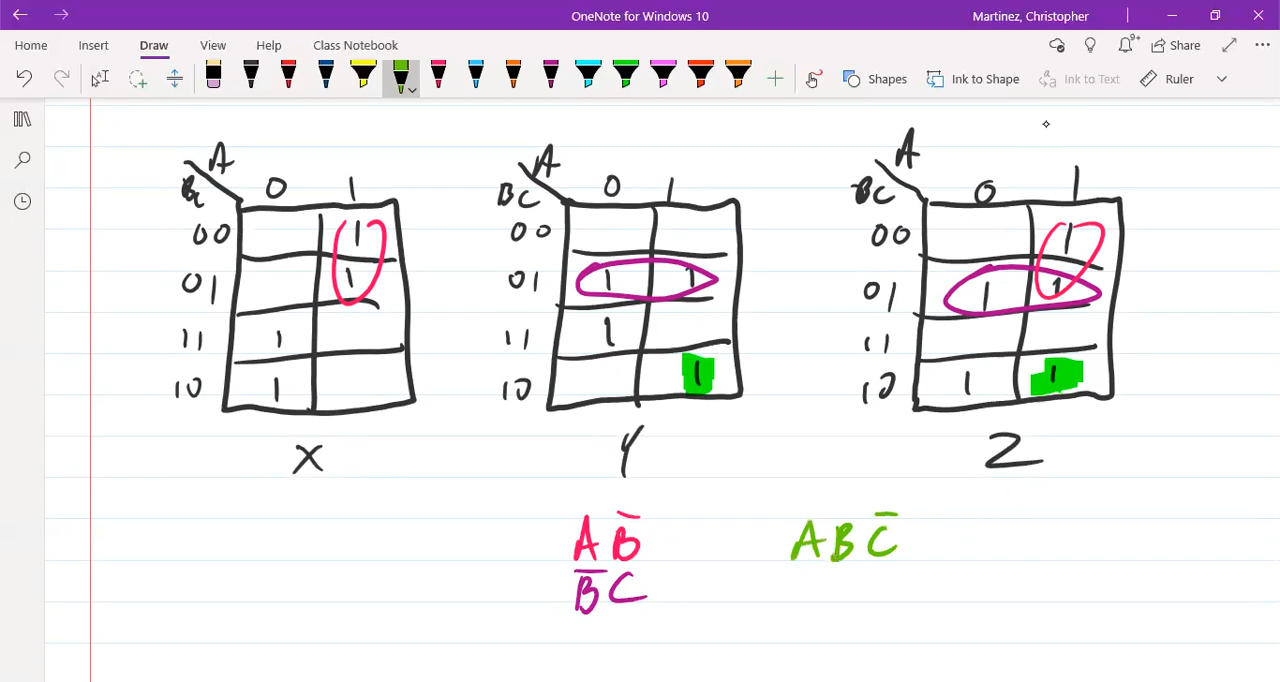 OneNote for Windows 10
Martinez, Christopher
Home Insert Draw View Help Class Notebook
9+
Share
Shapes
Ink to Shape
Ink to Text
Ruler
A
BC 0 1
00 1
01 1
11 1
10 1
X
A
BC 0 1
00
01 1 1
11 1
10 1
Y
A
BC 0 1
00 1
01 1 1
11
10 1 1
Z
A B̅
B̅ C
A B C̅